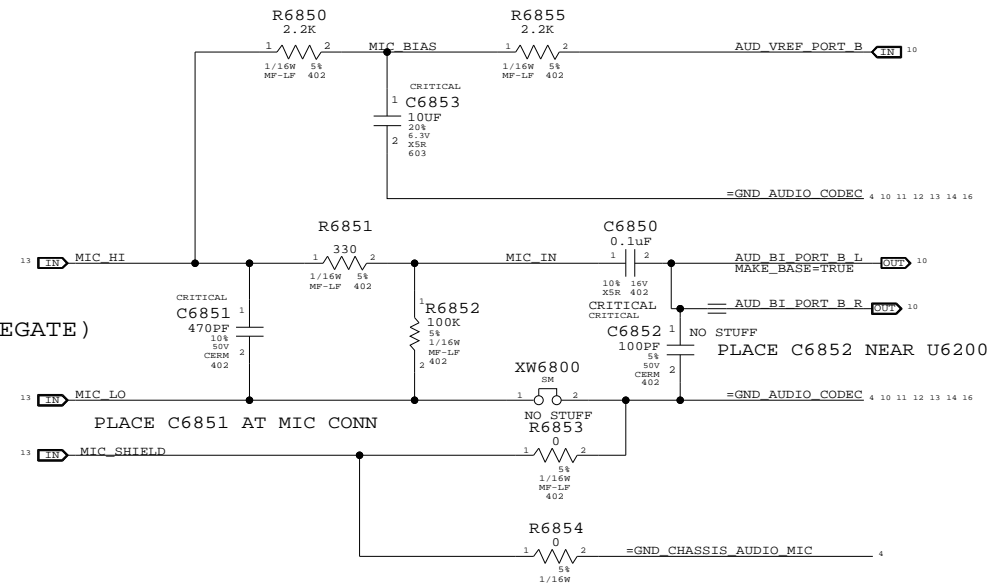 R6850
2.2K
1 2
1/16W 5%
MF-LF 402
MIC_BIAS
R6855
2.2K
1 2
1/16W 5%
MF-LF 402
AUD_VREF_PORT_B
IN
10
CRITICAL
1
C6853
10UF
20%
6.3V
X5R
603
2
=GND_AUDIO_CODEC
4 10 11 12 13 14 16
R6851
330
1 2
1/16W 5%
MF-LF 402
13 IN MIC_HI
MIC_IN
C6850
0.1uF
1 2
10% 16V
X5R 402
CRITICAL
AUD_BI_PORT_B_L
MAKE_BASE=TRUE
OUT
10
AUD_BI_PORT_B_R
OUT
10
CRITICAL
C6851
470PF
10%
50V
CERM
402
1
2
EGATE)
1
R6852
100K
5%
1/16W
MF-LF
402
2
CRITICAL
C6852
100PF
5%
50V
CERM
402
1
2
NO STUFF
PLACE C6852 NEAR U6200
XW6800
SM
1 2
13 IN MIC_LO
=GND_AUDIO_CODEC
4 10 11 12 13 14 16
PLACE C6851 AT MIC CONN
NO STUFF
R6853
0
1 2
5%
1/16W
MF-LF
402
13 IN MIC_SHIELD
R6854
0
1 2
5%
1/16W
=GND_CHASSIS_AUDIO_MIC
4